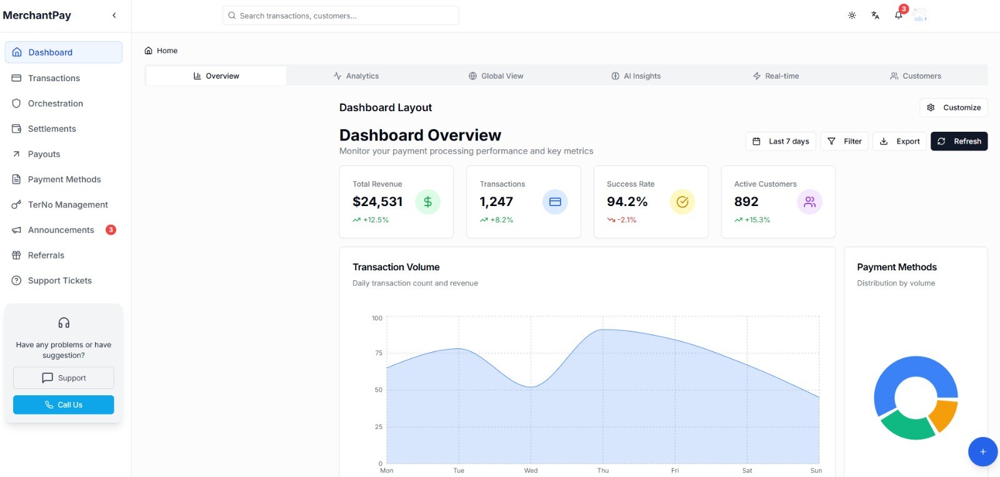 MerchantPay
Search transactions, customers...
3
Dashboard
Transactions
Orchestration
Settlements
Payouts
Payment Methods
TerNo Management
Announcements 3
Referrals
Support Tickets
Have any problems or have
suggestion?
Support
Call Us
Home
Overview Analytics Global View AI Insights Real-time Customers
Dashboard Layout
Customize
Dashboard Overview
Monitor your payment processing performance and key metrics
Last 7 days Filter Export Refresh
Total Revenue
$24,531
+12.5%
Transactions
1,247
+8.2%
Success Rate
94.2%
-2.1%
Active Customers
892
+15.3%
Transaction Volume
Daily transaction count and revenue
100
75
50
25
0
Mon Tue Wed Thu Fri Sat Sun
Payment Methods
Distribution by volume